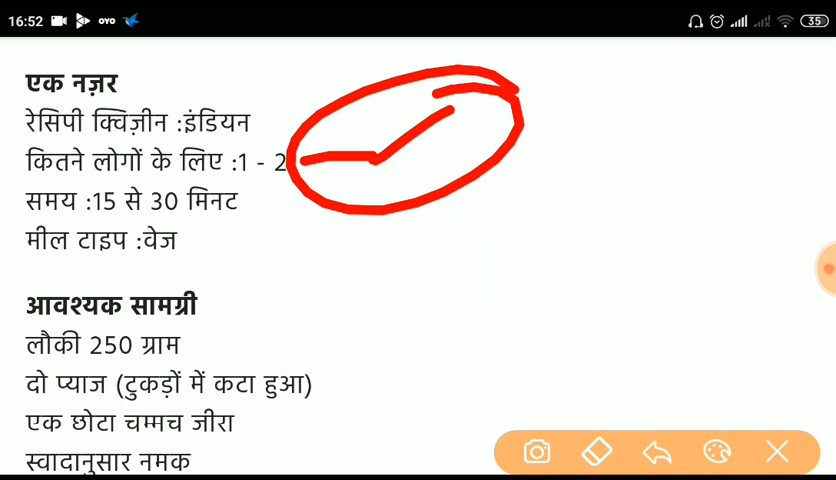 16:52 OYO 35
एक नज़र
रेसिपी क्विज़ीन :इंडियन
कितने लोगों के लिए :1 - 2
समय :15 से 30 मिनट
मील टाइप :वेज
आवश्यक सामग्री
लौकी 250 ग्राम
दो प्याज (टुकड़ों में कटा हुआ)
एक छोटा चम्मच जीरा
स्वादानुसार नमक